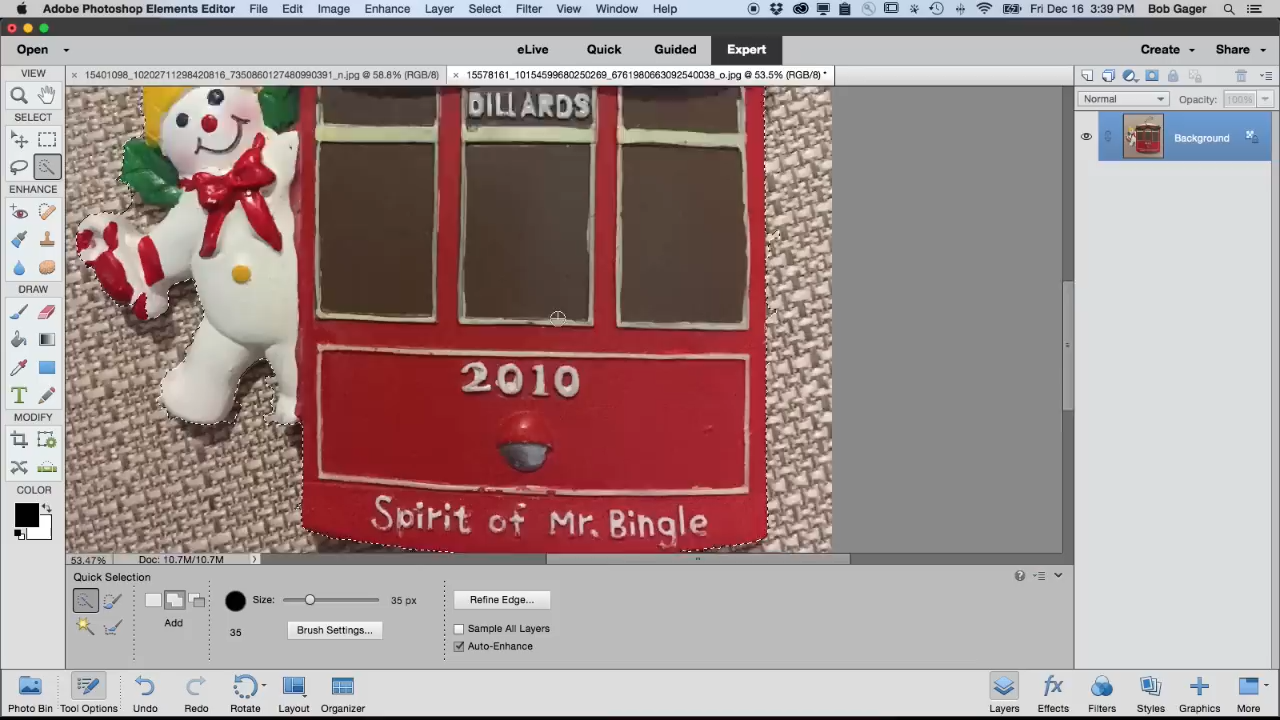 Adobe Photoshop Elements Editor File Edit Image Enhance Layer Select Filter View Window Help Fri Dec 16 3:39 PM Bob Gager
Open eLive Quick Guided Expert Create Share
VIEW × 15401098_10202711298420816_7350860127480990391_n.jpg @ 58.8% (RGB/8) × 15578161_10154599680250269_6761980663092540038_o.jpg @ 53.5% (RGB/8) *
Normal Opacity: 100%
SELECT
DILLARDS
Background
ENHANCE
DRAW
2010
MODIFY
COLOR
Spirit of Mr. Bingle
53.47% Doc: 10.7M/10.7M
Quick Selection
Size: 35 px Refine Edge...
Add
35 Brush Settings... Sample All Layers
Auto-Enhance
Photo Bin Tool Options Undo Redo Rotate Layout Organizer Layers Effects Filters Styles Graphics More